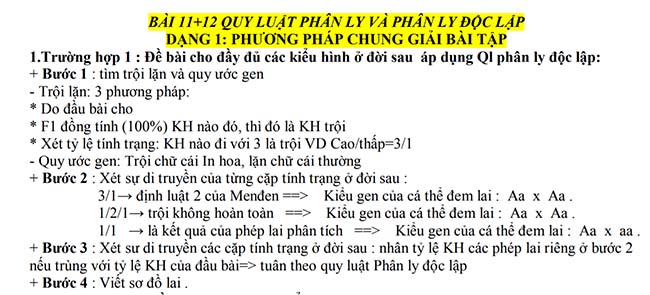 BÀI 11+12 QUY LUẬT PHÂN LY VÀ PHÂN LY ĐỘC LẬP
DẠNG 1: PHƯƠNG PHÁP CHUNG GIẢI BÀI TẬP
1.Trường hợp 1 : Đề bài cho đầy đủ các kiểu hình ở đời sau áp dụng Ql phân ly độc lập:
+ Bước 1 : tìm trội lặn và quy ước gen
- Trội lặn: 3 phương pháp:
* Do đầu bài cho
* F1 đồng tính (100%) KH nào đó, thì đó là KH trội
* Xét tỷ lệ tính trạng: KH nào đi với 3 là trội VD Cao/thấp=3/1
- Quy ước gen: Trội chữ cái In hoa, lặn chữ cái thường
+ Bước 2 : Xét sự di truyền của từng cặp tính trạng ở đời sau :
3/1→ định luật 2 của Menđen ==> Kiểu gen của cá thể đem lai : Aa x Aa .
1/2/1→ trội không hoàn toàn ==> Kiểu gen của cá thể đem lai : Aa x Aa .
1/1 → là kết quả của phép lai phân tích ==> Kiểu gen của cá thể đem lai : Aa x aa .
+ Bước 3 : Xét sư di truyền các cặp tính trạng ở đời sau : nhân tỷ lệ KH các phép lai riêng ở bước 2
nếu trùng với tỷ lệ KH của đầu bài=> tuân theo quy luật Phân ly độc lập
+ Bước 4 : Viết sơ đồ lai .